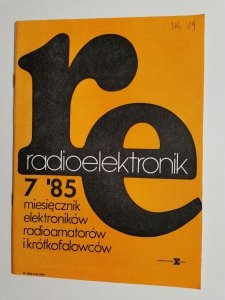 SK 19
re
radioelektronik
7 '85
miesięcznik
elektroników
radioamatorów
i krótkofalowców